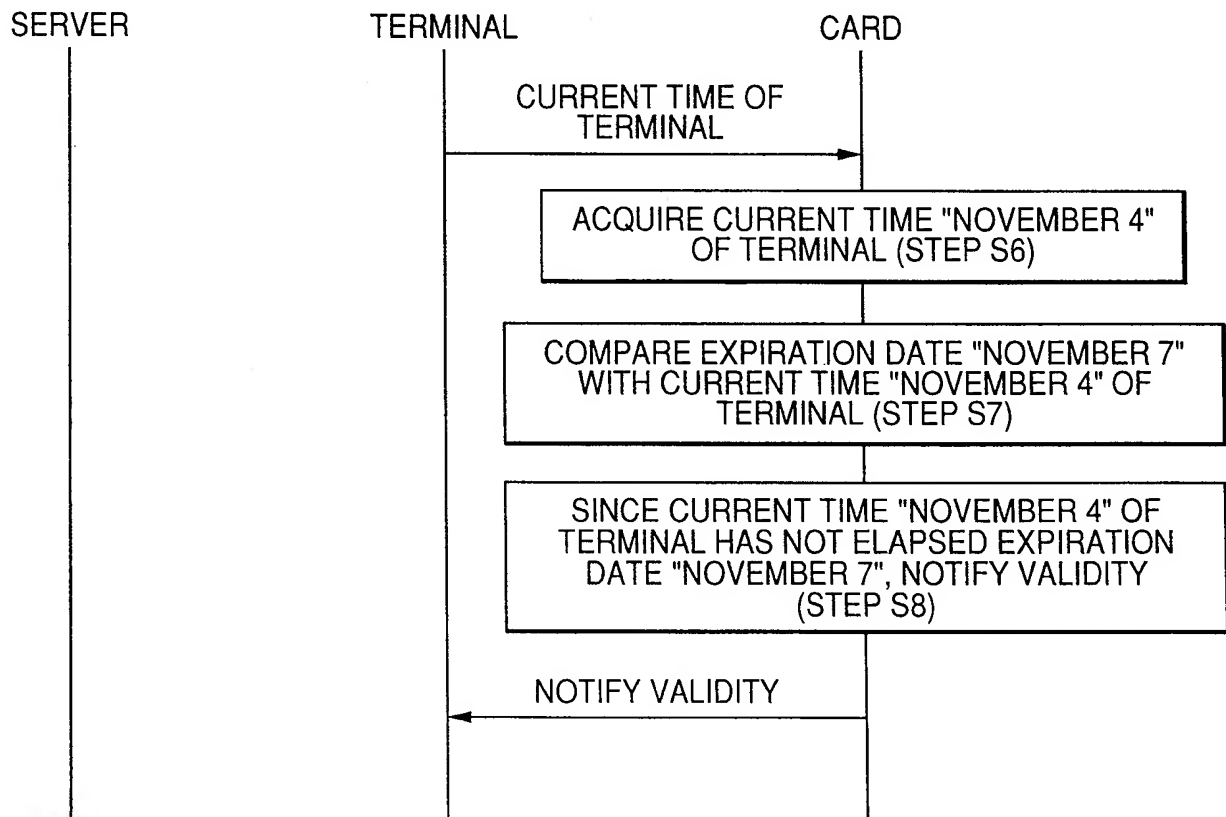 SERVER
TERMINAL
CARD
CURRENT TIME OF
TERMINAL
ACQUIRE CURRENT TIME "NOVEMBER 4"
OF TERMINAL (STEP S6)
COMPARE EXPIRATION DATE "NOVEMBER 7"
WITH CURRENT TIME "NOVEMBER 4" OF
TERMINAL (STEP S7)
SINCE CURRENT TIME "NOVEMBER 4" OF
TERMINAL HAS NOT ELAPSED EXPIRATION
DATE "NOVEMBER 7", NOTIFY VALIDITY
(STEP S8)
NOTIFY VALIDITY